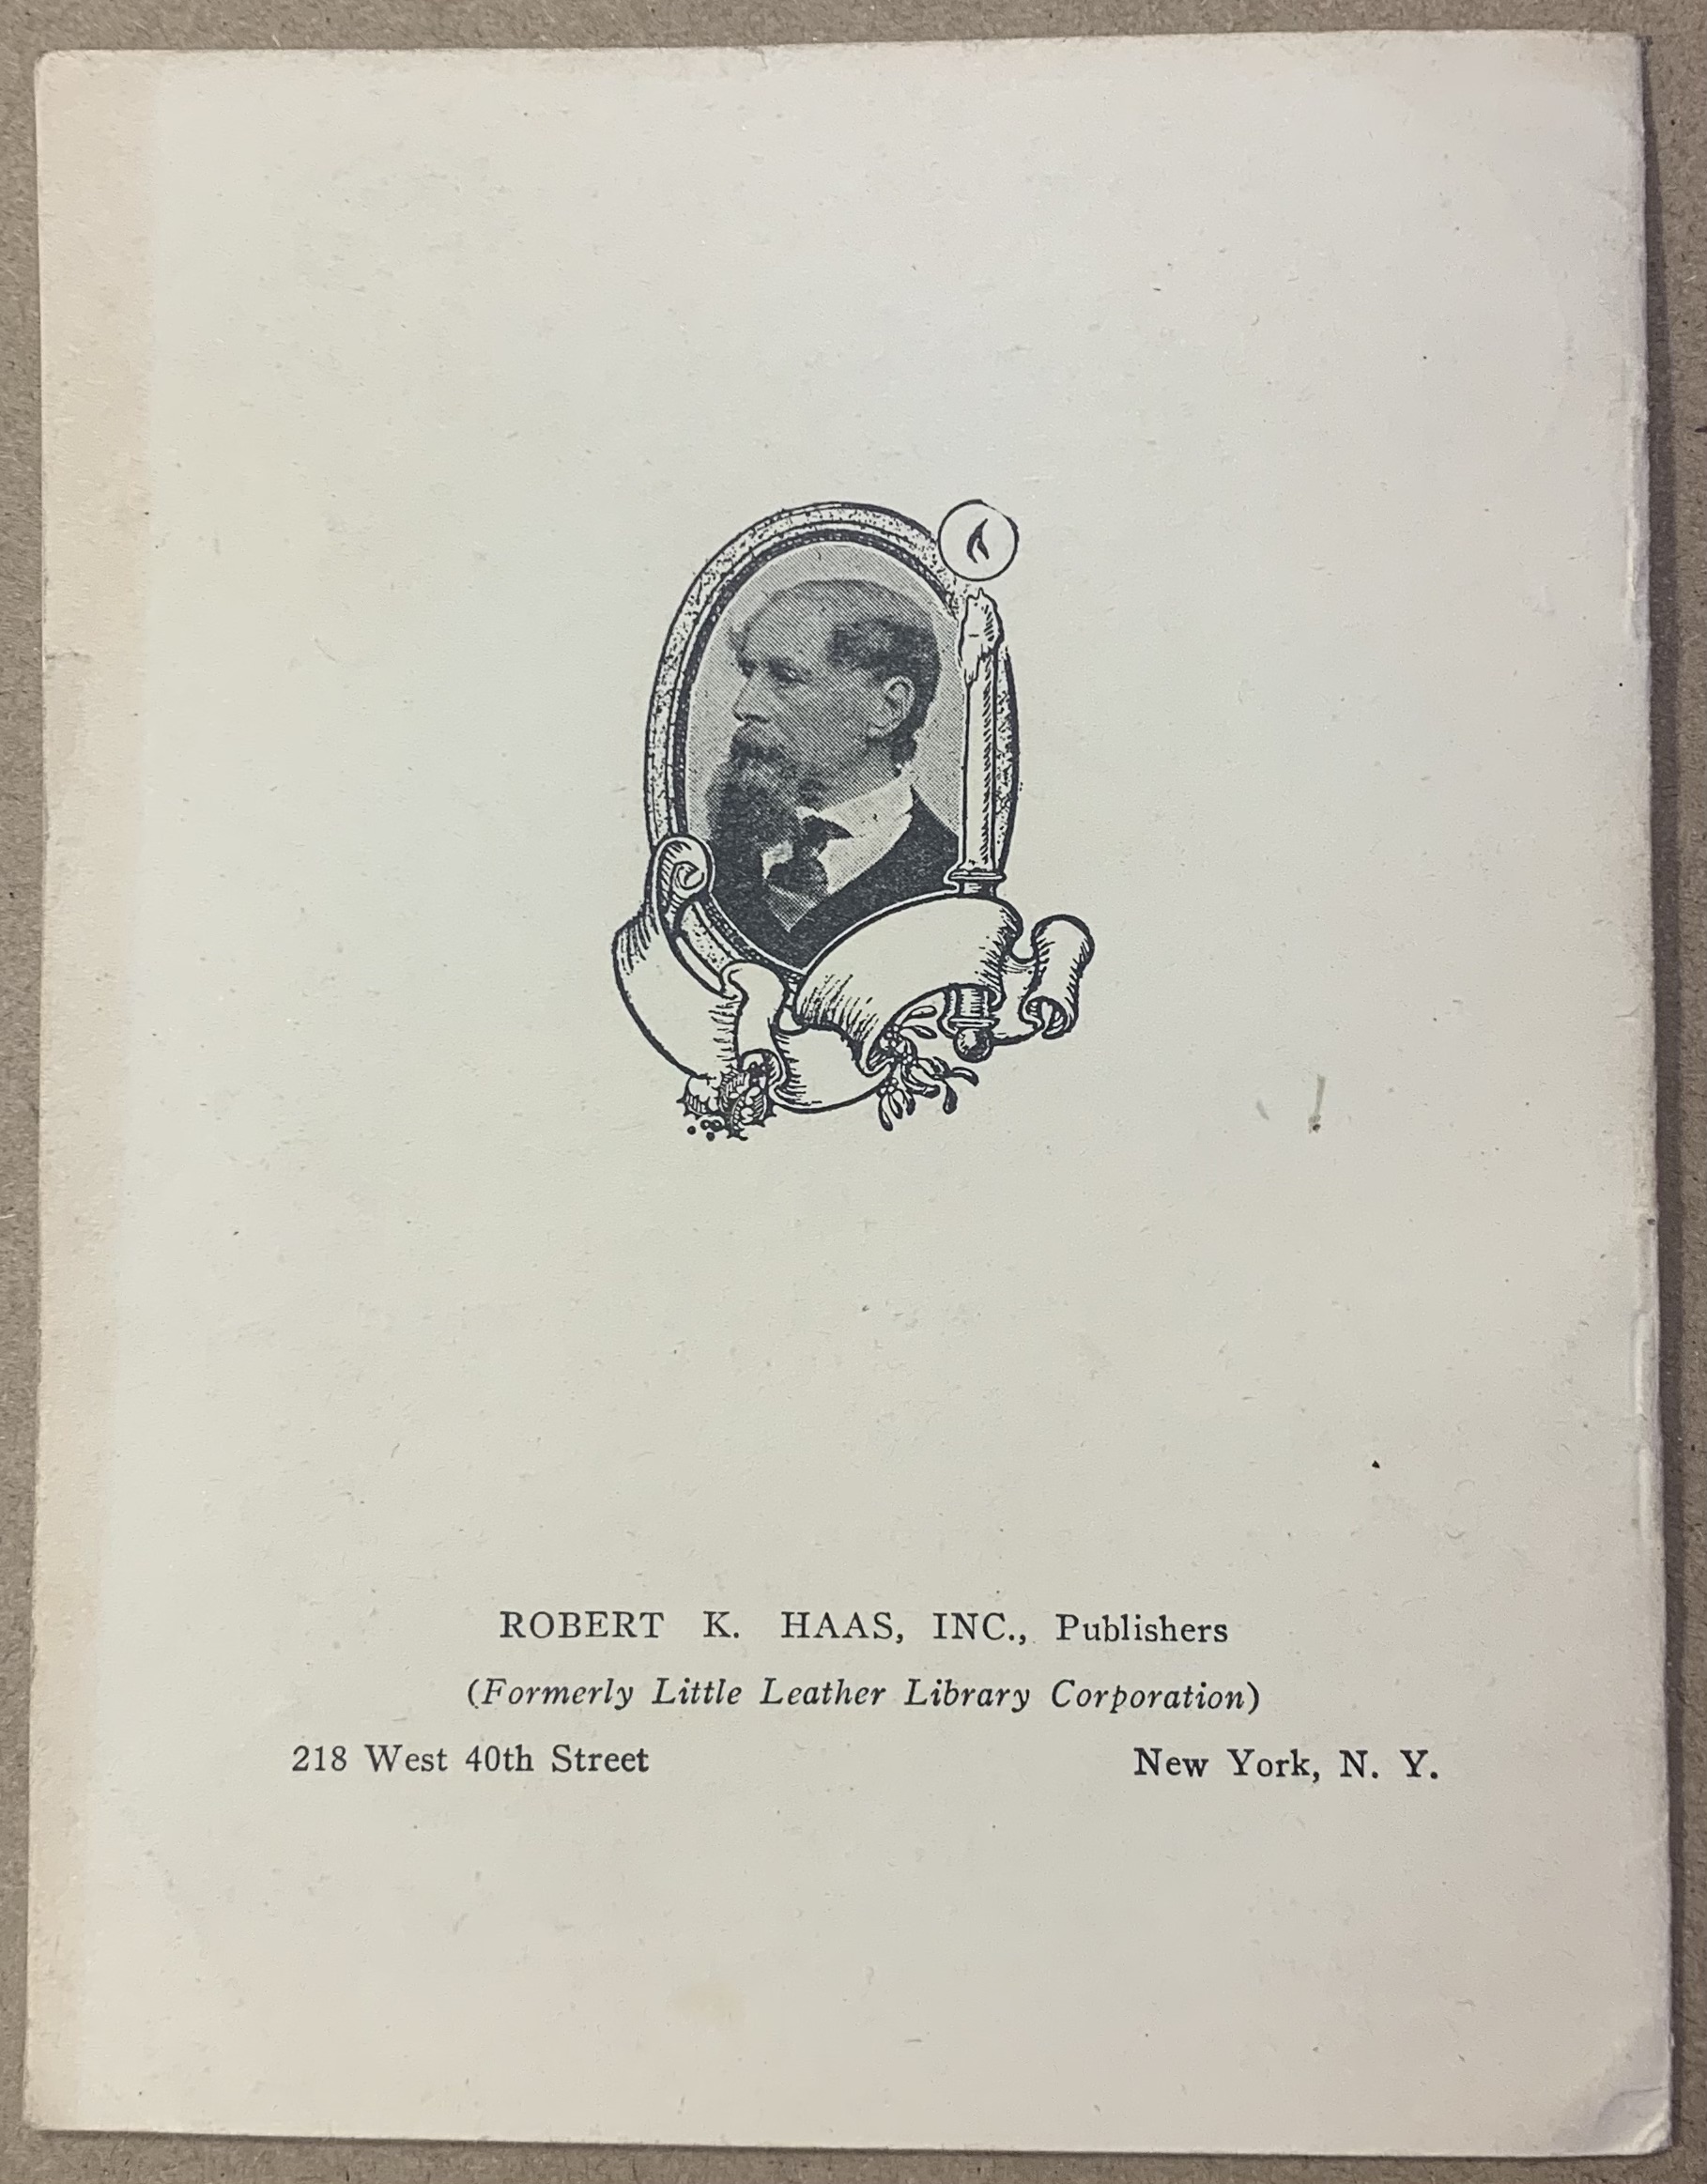 ROBERT K. HAAS, INC., Publishers
(Formerly Little Leather Library Corporation)
218 West 40th Street New York, N. Y.